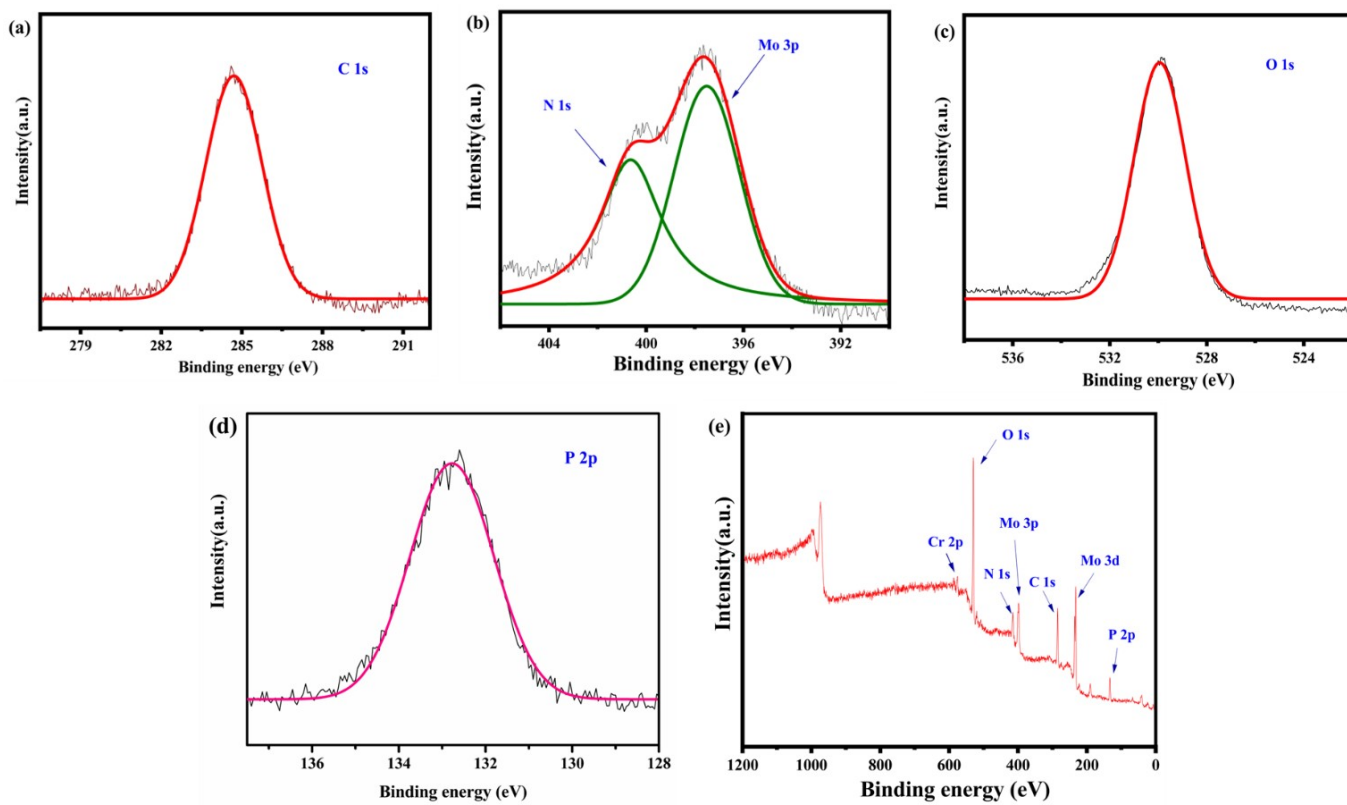 (a)
C 1s
Intensity(a.u.)
279 282 285 288 291
Binding energy (eV)
(b)
Mo 3p
N 1s
Intensity(a.u.)
404 400 396 392
Binding energy (eV)
(c)
O 1s
Intensity(a.u.)
536 532 528 524
Binding energy (eV)
(d)
P 2p
Intensity(a.u.)
136 134 132 130 128
Binding energy (eV)
(e)
O 1s
Mo 3p
Cr 2p
N 1s
C 1s
Mo 3d
P 2p
Intensity(a.u.)
1200 1000 800 600 400 200 0
Binding energy (eV)